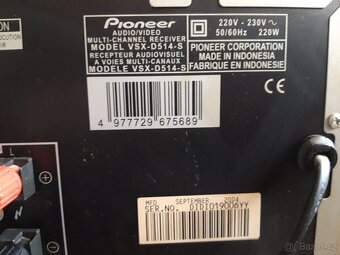 Pioneer
AUDIO/VIDEO
MULTI-CHANNEL RECEIVER
MODEL VSX-D514-S
RECEPTEUR AUDIOVISUEL
A VOIES MULTI-CANAUX
MODELE VSX-D514-S
220V - 230V ~
50/60Hz 220W
PIONEER CORPORATION
MADE IN INDONESIA
FABRIQUE EN INDONESIE
4 977729 675689
MFD SEPTEMBER 2004
SER.NO. DIDI019006YY